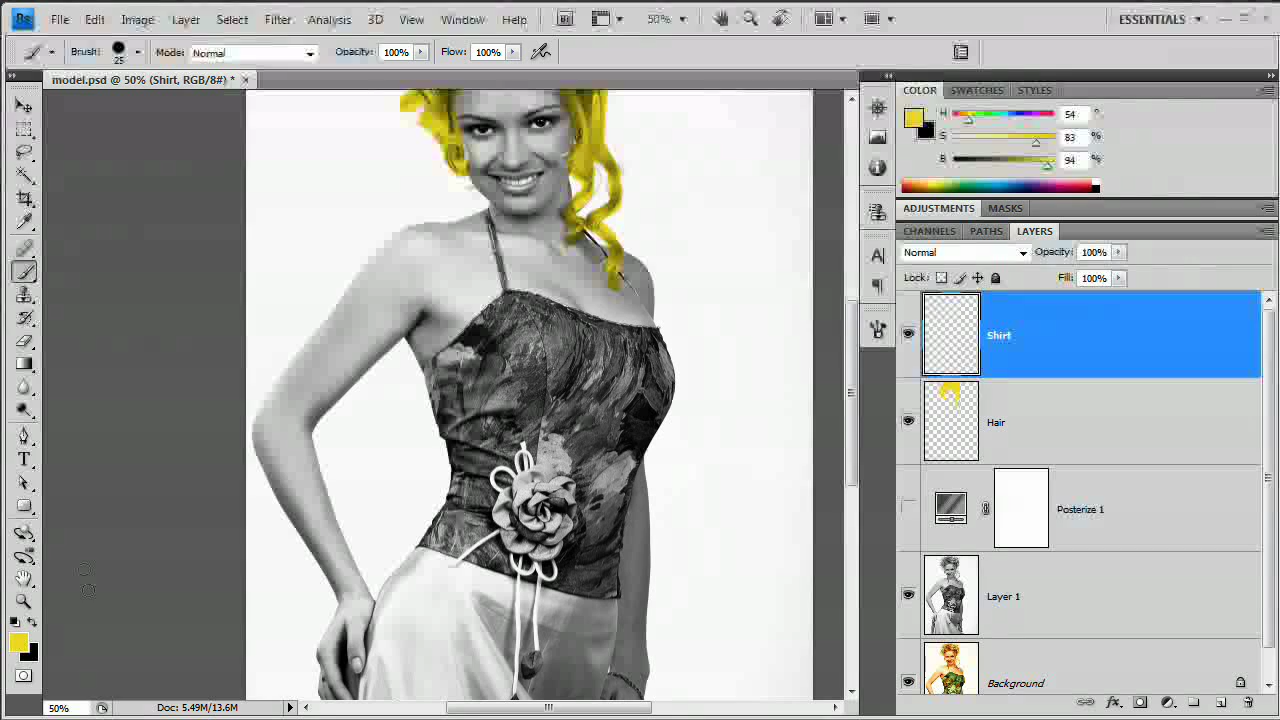 Ps File Edit Image Layer Select Filter Analysis 3D View Window Help Br 50% ESSENTIALS
Brush: 25 Mode: Normal Opacity: 100% Flow: 100%
model.psd @ 50% (Shirt, RGB/8#) * ×
COLOR SWATCHES STYLES
H 54 °
S 83 %
B 94 %
ADJUSTMENTS MASKS
CHANNELS PATHS LAYERS
Normal Opacity: 100%
Lock: Fill: 100%
Shirt
Hair
Posterize 1
Layer 1
Background
A
T
50% Doc: 5.49M/13.6M